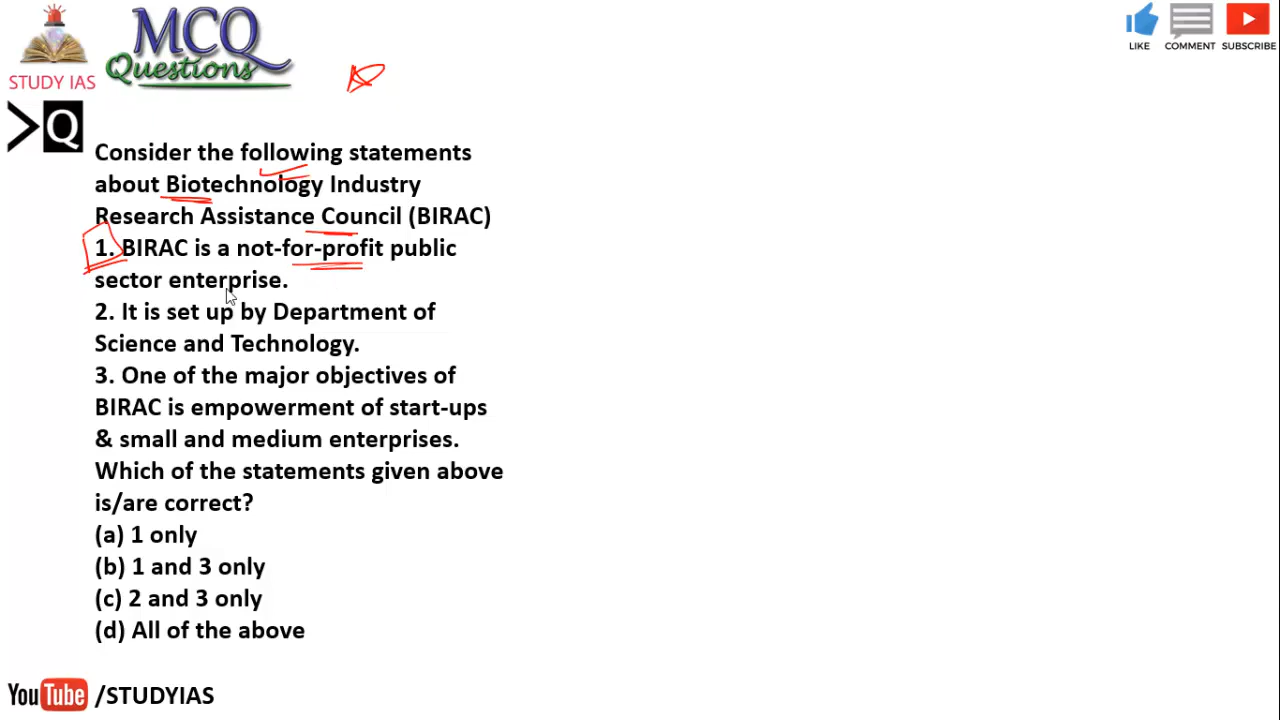 STUDY IAS
MCQ
Questions
LIKE
COMMENT
SUBSCRIBE
>Q
Consider the following statements
about Biotechnology Industry
Research Assistance Council (BIRAC)
1. BIRAC is a not-for-profit public
sector enterprise.
2. It is set up by Department of
Science and Technology.
3. One of the major objectives of
BIRAC is empowerment of start-ups
& small and medium enterprises.
Which of the statements given above
is/are correct?
(a) 1 only
(b) 1 and 3 only
(c) 2 and 3 only
(d) All of the above
YouTube /STUDYIAS